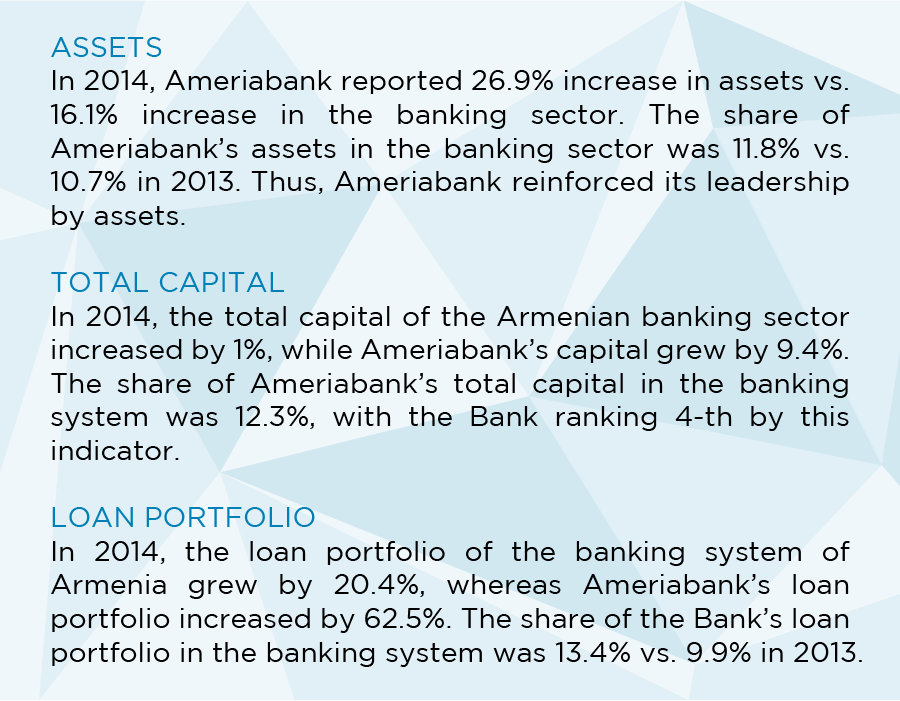 ASSETS
In 2014, Ameriabank reported 26.9% increase in assets vs.
16.1% increase in the banking sector. The share of
Ameriabank’s assets in the banking sector was 11.8% vs.
10.7% in 2013. Thus, Ameriabank reinforced its leadership
by assets.
TOTAL CAPITAL
In 2014, the total capital of the Armenian banking sector
increased by 1%, while Ameriabank’s capital grew by 9.4%.
The share of Ameriabank’s total capital in the banking
system was 12.3%, with the Bank ranking 4-th by this
indicator.
LOAN PORTFOLIO
In 2014, the loan portfolio of the banking system of
Armenia grew by 20.4%, whereas Ameriabank’s loan
portfolio increased by 62.5%. The share of the Bank’s loan
portfolio in the banking system was 13.4% vs. 9.9% in 2013.